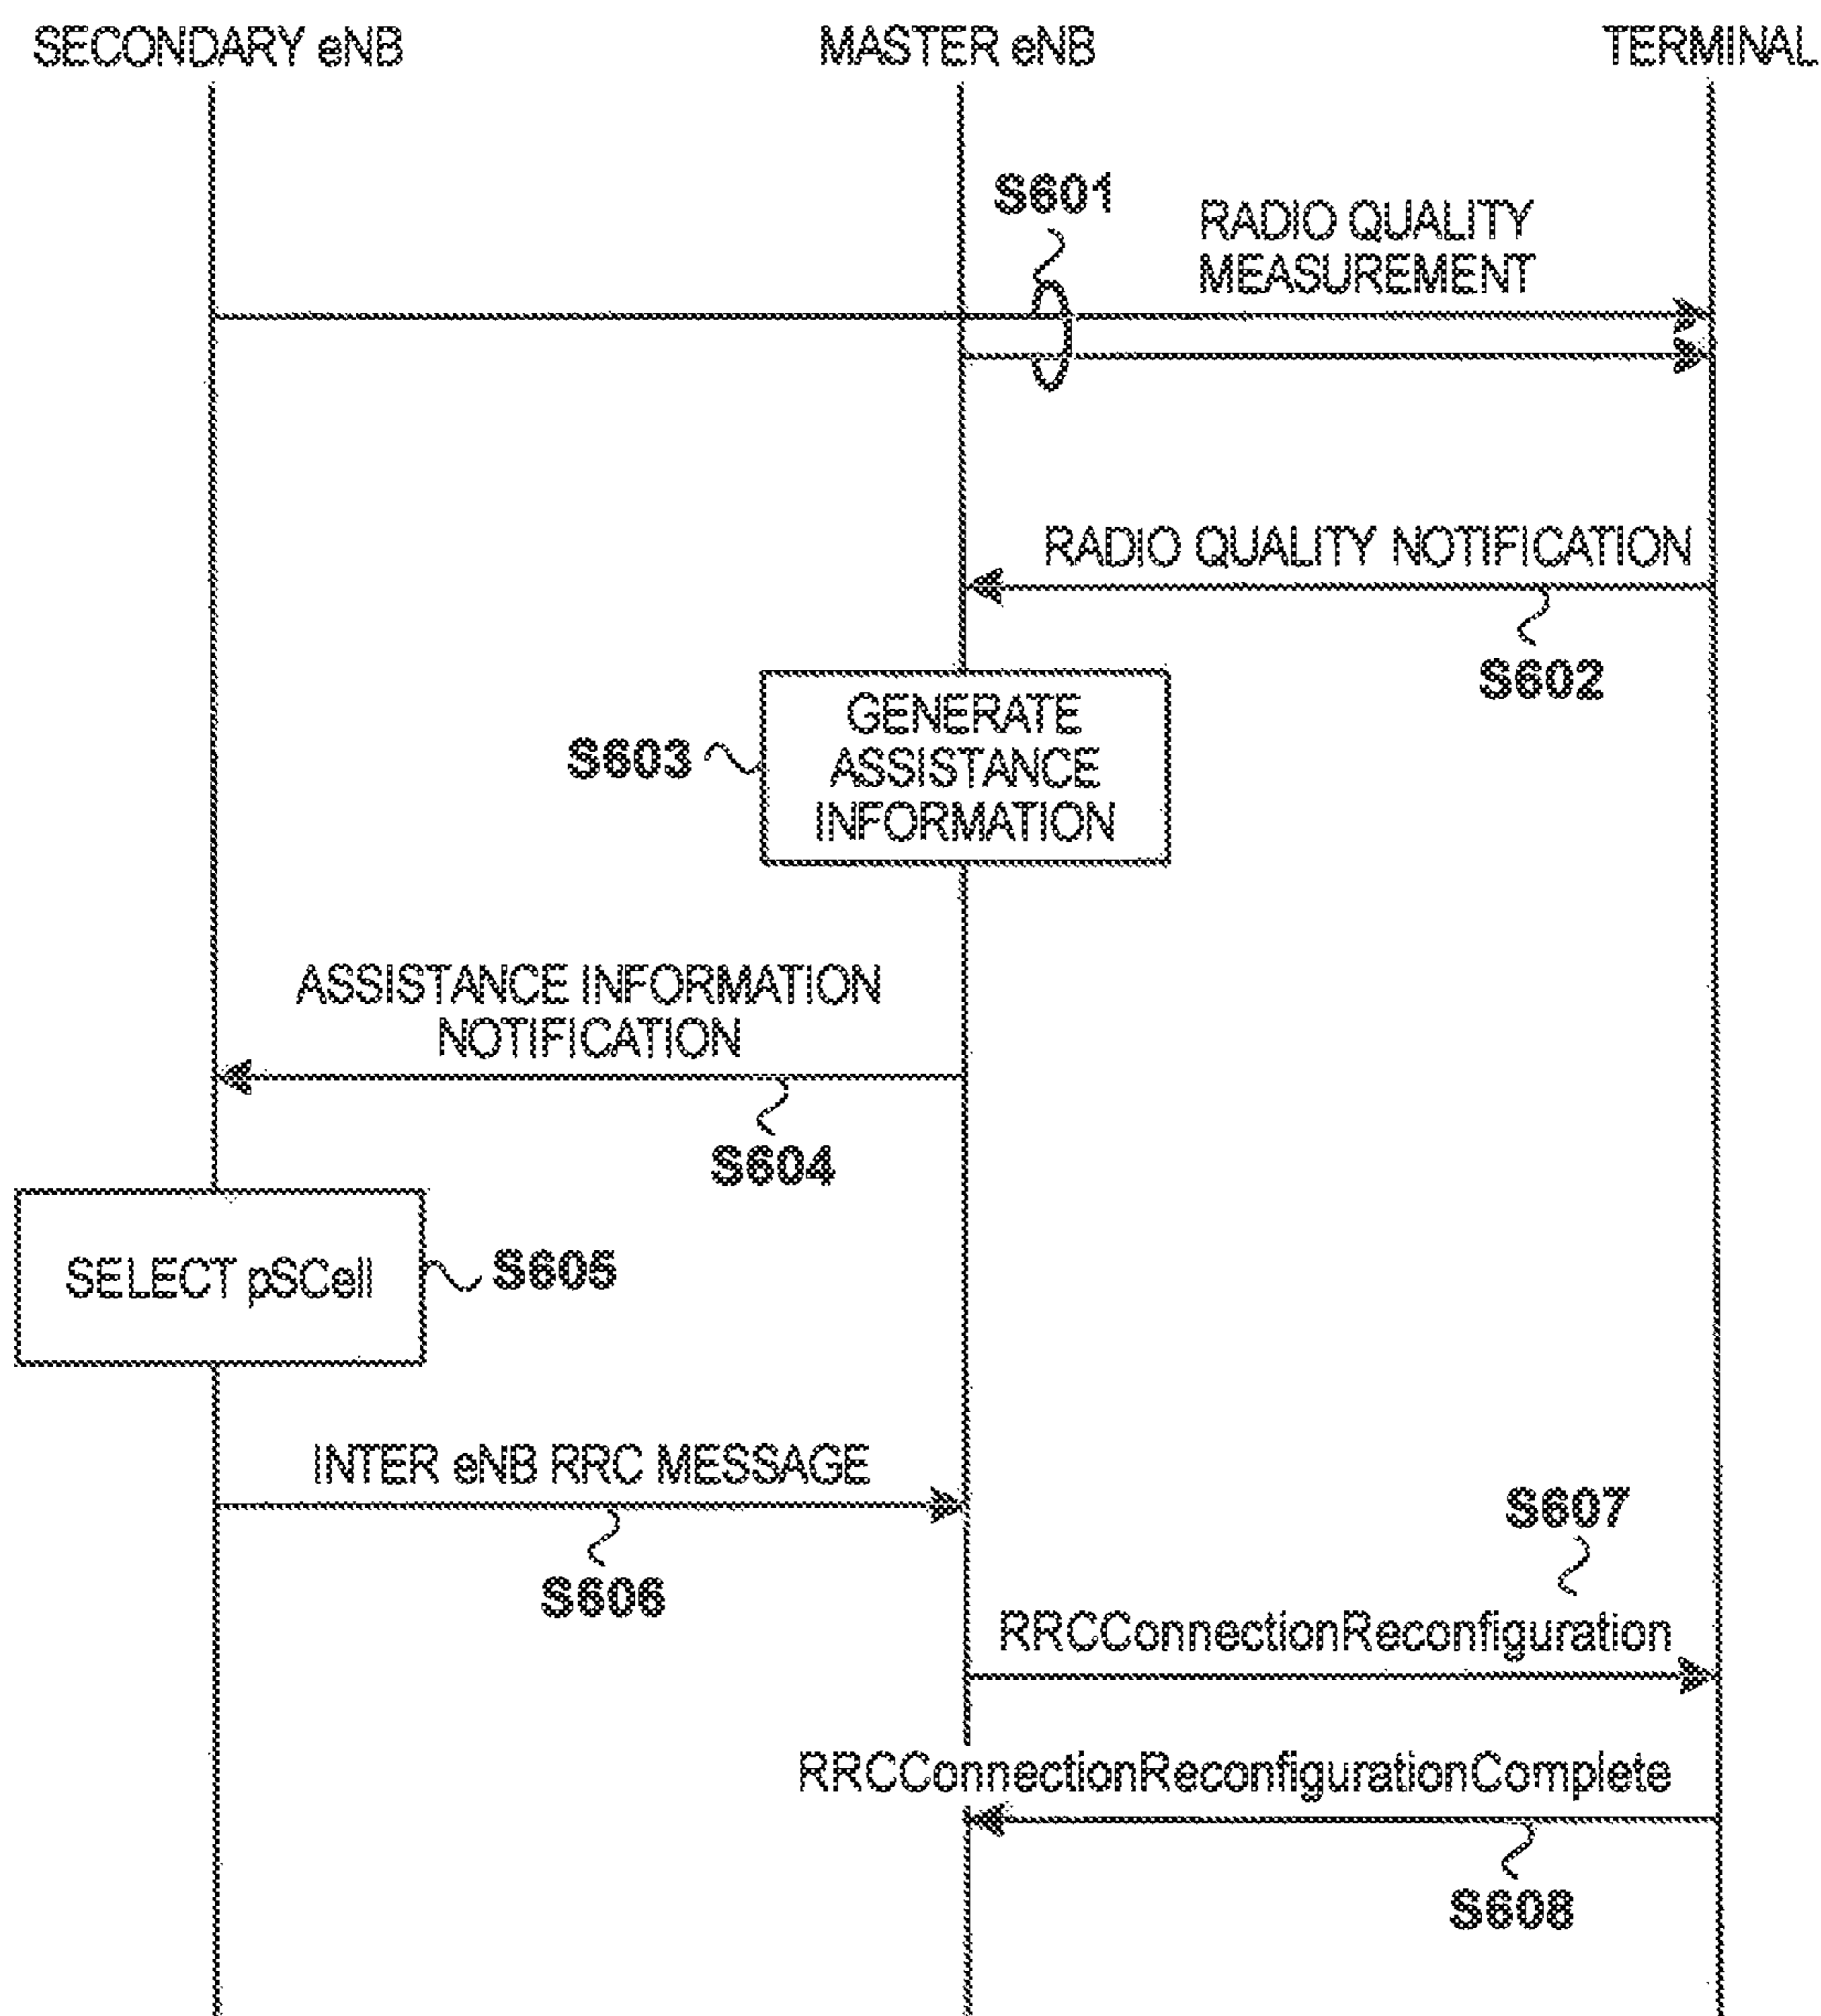 SECONDARY eNB
MASTER eNB
TERMINAL
S601
RADIO QUALITY
MEASUREMENT
RADIO QUALITY NOTIFICATION
S602
GENERATE
ASSISTANCE
INFORMATION
S603
ASSISTANCE INFORMATION
NOTIFICATION
S604
SELECT pSCell
S605
INTER eNB RRC MESSAGE
S606
S607
RRCConnectionReconfiguration
RRCConnectionReconfigurationComplete
S608